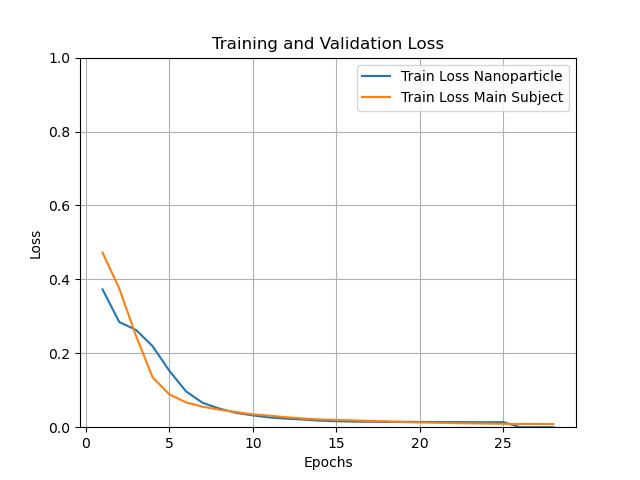 Training and Validation Loss
Train Loss Nanoparticle
Train Loss Main Subject
1.0
0.8
0.6
0.4
0.2
0.0
Loss
0 5 10 15 20 25
Epochs